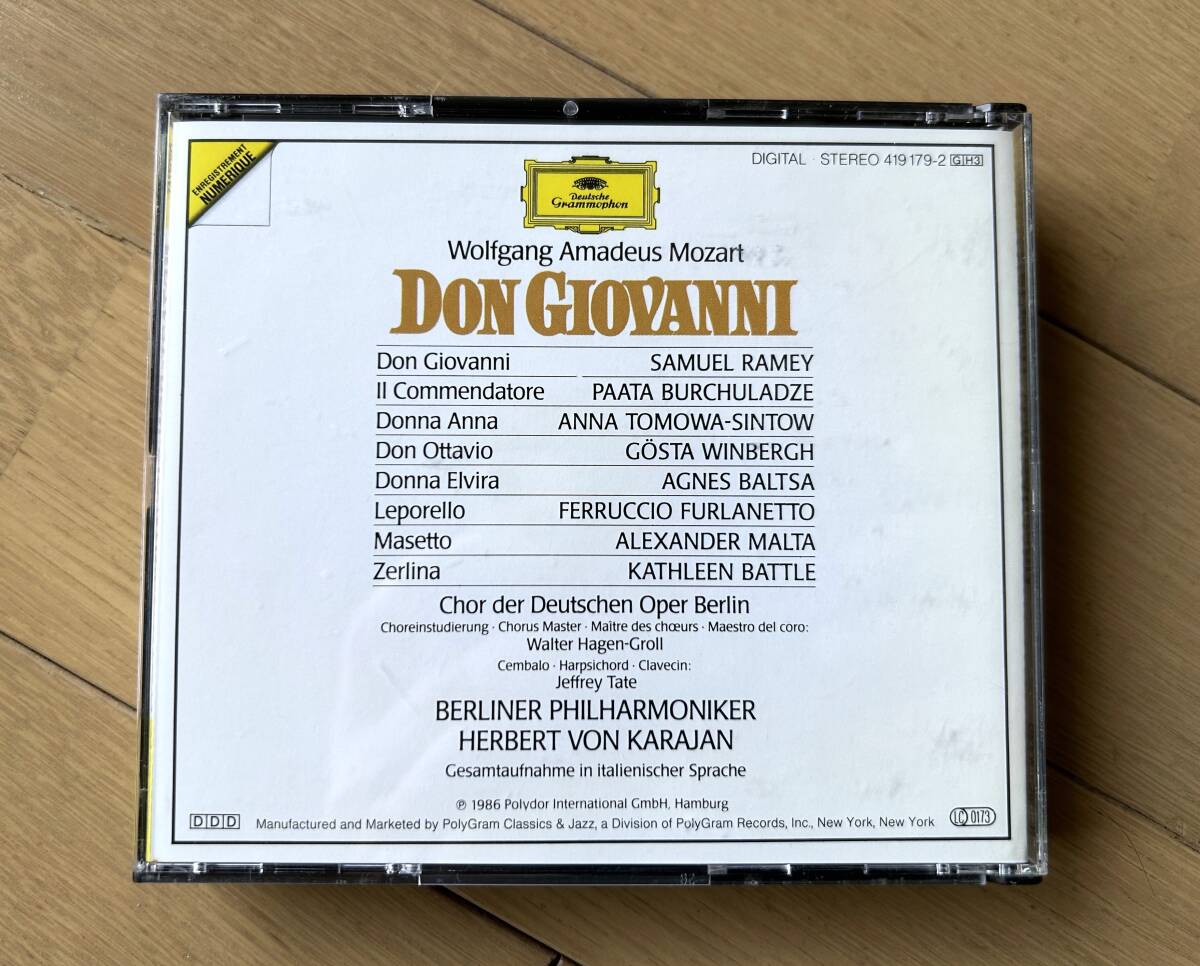 ENREGISTREMENT
NUMÉRIQUE
DIGITAL · STEREO 419 179-2 GH3
Deutsche
Grammophon
Wolfgang Amadeus Mozart
DON GIOVANNI
Don Giovanni SAMUEL RAMEY
Il Commendatore PAATA BURCHULADZE
Donna Anna ANNA TOMOWA-SINTOW
Don Ottavio GÖSTA WINBERGH
Donna Elvira AGNES BALTSA
Leporello FERRUCCIO FURLANETTO
Masetto ALEXANDER MALTA
Zerlina KATHLEEN BATTLE
Chor der Deutschen Oper Berlin
Choreinstudierung · Chorus Master · Maître des chœurs · Maestro del coro:
Walter Hagen-Groll
Cembalo · Harpsichord · Clavecin:
Jeffrey Tate
BERLINER PHILHARMONIKER
HERBERT VON KARAJAN
Gesamtaufnahme in italienischer Sprache
℗ 1986 Polydor International GmbH, Hamburg
DDD Manufactured and Marketed by PolyGram Classics & Jazz, a Division of PolyGram Records, Inc., New York, New York LC 0173